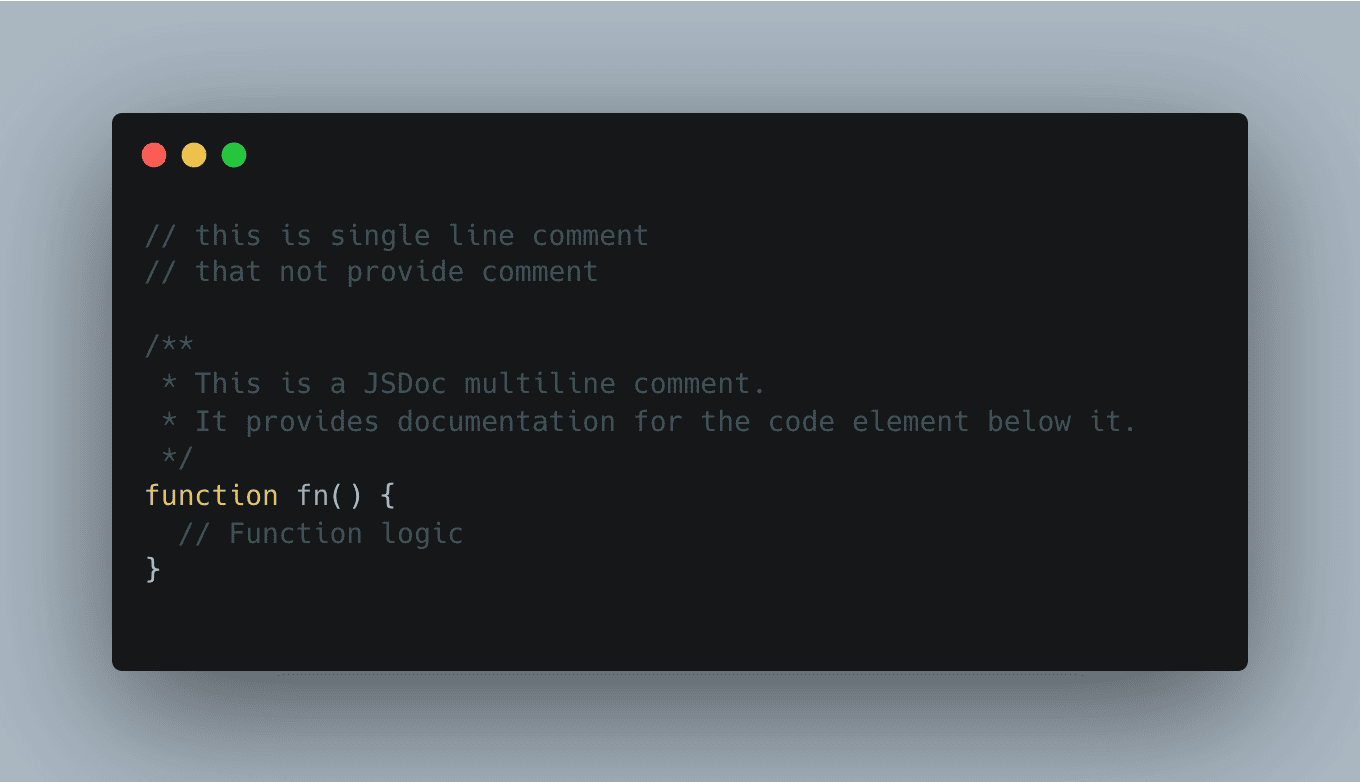 // this is single line comment
// that not provide comment
/**
 * This is a JSDoc multiline comment.
 * It provides documentation for the code element below it.
 */
function fn() {
  // Function logic
}